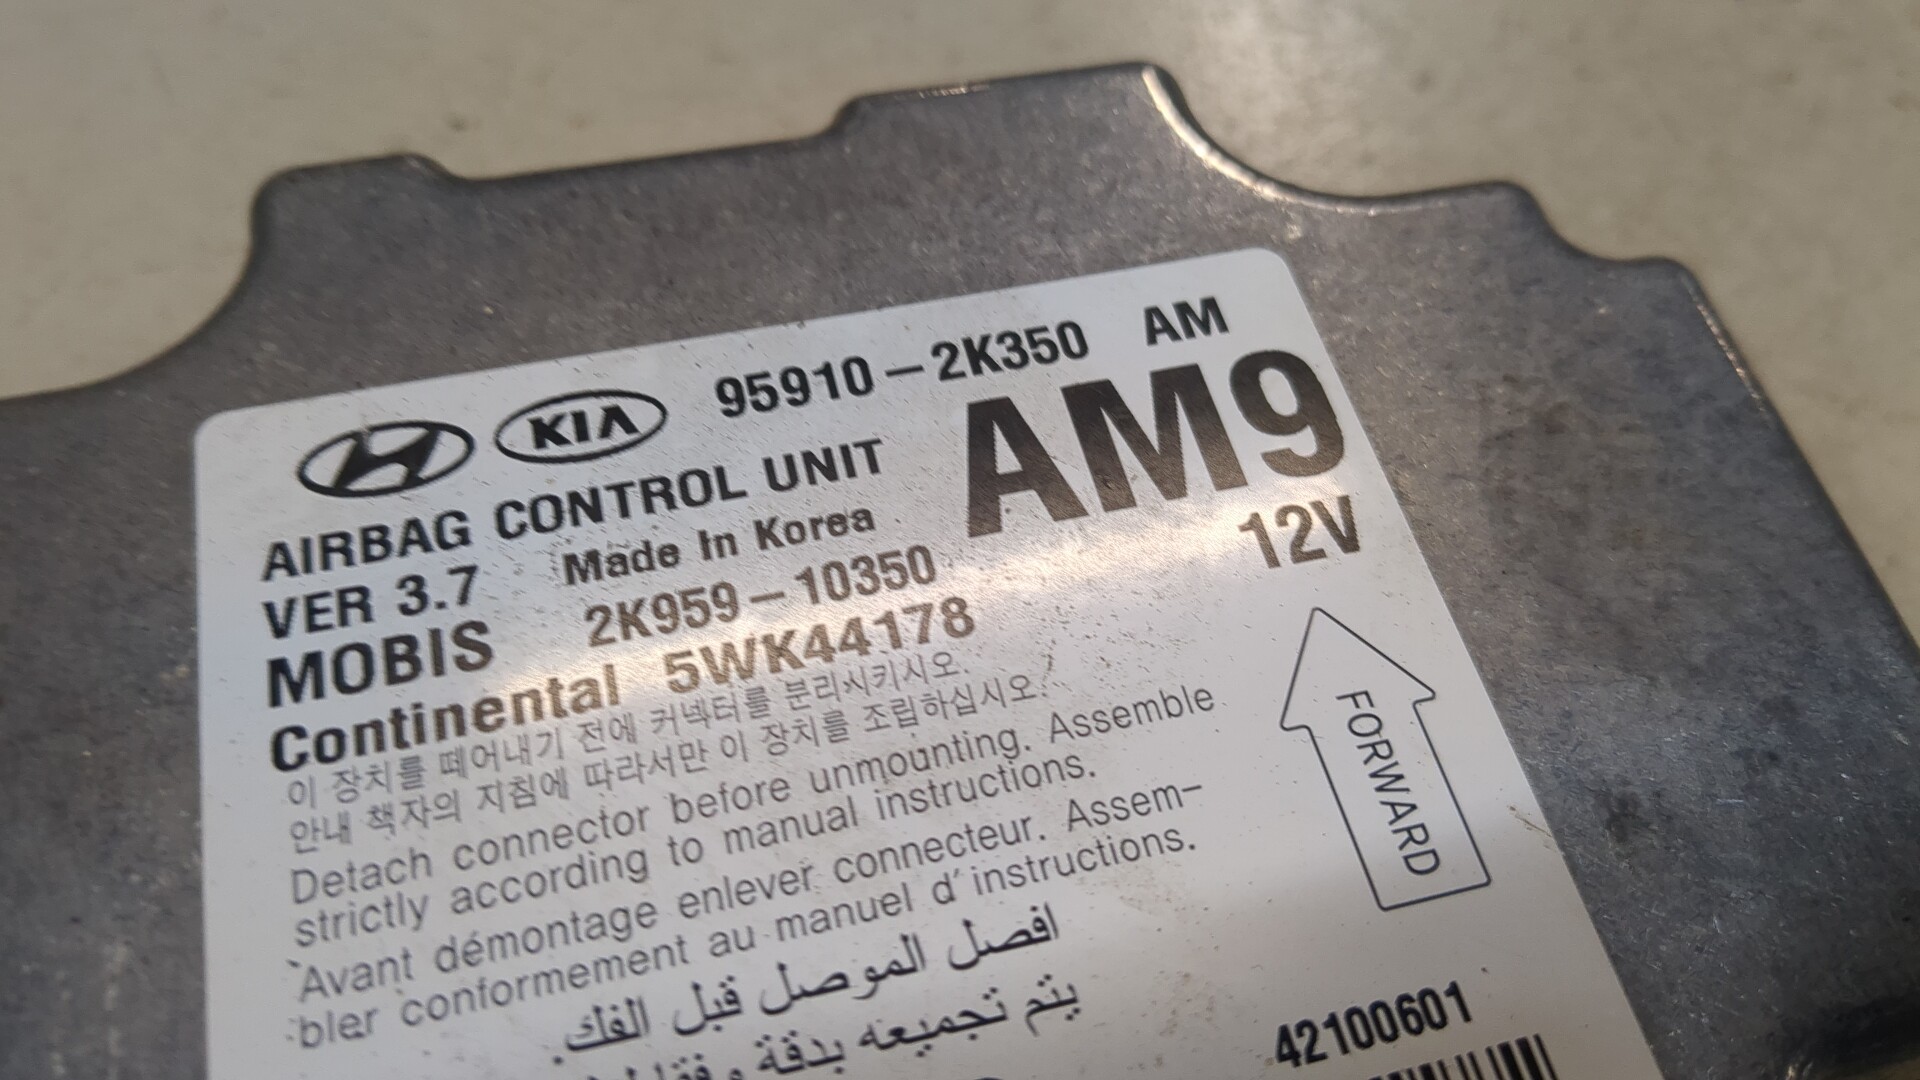 KIA 95910-2K350 AM
AIRBAG CONTROL UNIT AM9
VER 3.7 Made In Korea 12V
MOBIS 2K959-10350
Continental 5WK44178
이 장치를 떼어내기 전에 커넥터를 분리시키시오.
안내 책자의 지침에 따라서만 이 장치를 조립하십시오.
Detach connector before unmounting. Assemble
strictly according to manual instructions.
Avant démontage enlever connecteur. Assem-
bler conformement au manuel d'instructions.
FORWARD
افصل الموصل قبل الفك.
يتم تجميعه بدقة وفقا
42100601